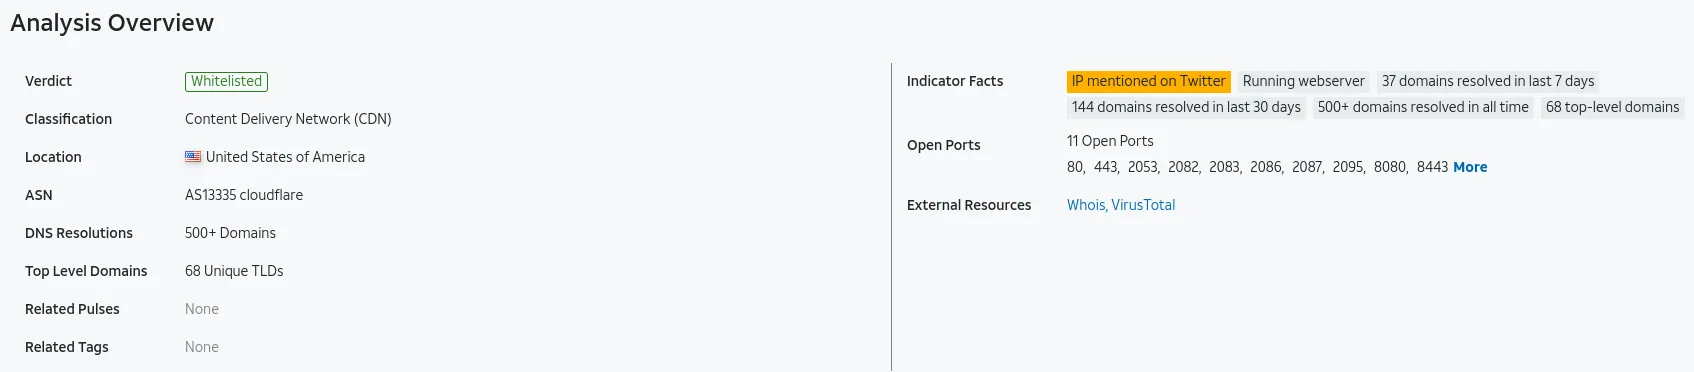 Analysis Overview
Verdict Whitelisted
Classification Content Delivery Network (CDN)
Location United States of America
ASN AS13335 cloudflare
DNS Resolutions 500+ Domains
Top Level Domains 68 Unique TLDs
Related Pulses None
Related Tags None
Indicator Facts IP mentioned on Twitter Running webserver 37 domains resolved in last 7 days
144 domains resolved in last 30 days 500+ domains resolved in all time 68 top-level domains
Open Ports 11 Open Ports
80, 443, 2053, 2082, 2083, 2086, 2087, 2095, 8080, 8443 More
External Resources Whois, VirusTotal